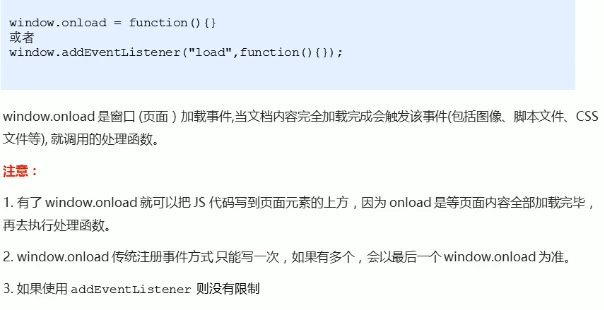 window.onload = function(){}
或者
window.addEventListener("load",function(){});
window.onload 是窗口 (页面）加载事件,当文档内容完全加载完成会触发该事件(包括图像、脚本文件、CSS
文件等), 就调用的处理函数。
注意：
1. 有了 window.onload 就可以把 JS 代码写到页面元素的上方，因为 onload 是等页面内容全部加载完毕，
再去执行处理函数。
2. window.onload 传统注册事件方式 只能写一次，如果有多个，会以最后一个 window.onload 为准。
3. 如果使用 addEventListener 则没有限制